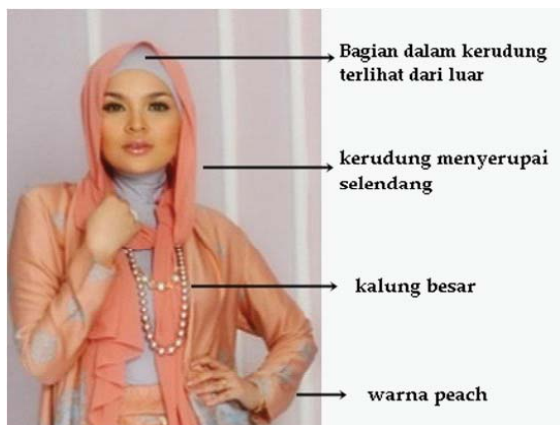 Bagian dalam kerudung
terlihat dari luar
kerudung menyerupai
selendang
kalung besar
warna peach